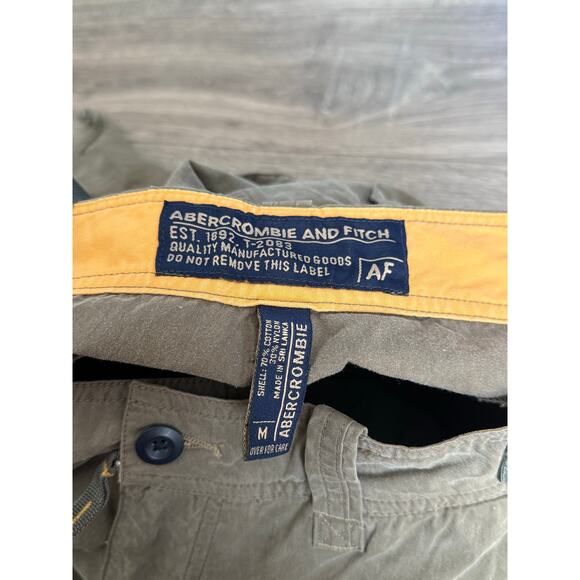 ABERCROMBIE AND FITCH
EST. 1892. T-2083
QUALITY MANUFACTURED GOODS
DO NOT REMOVE THIS LABEL
AF
SHELL: 70% COTTON
30% NYLON
MADE IN SRI LANKA
ABERCROMBIE
M
OVER FOR CARE